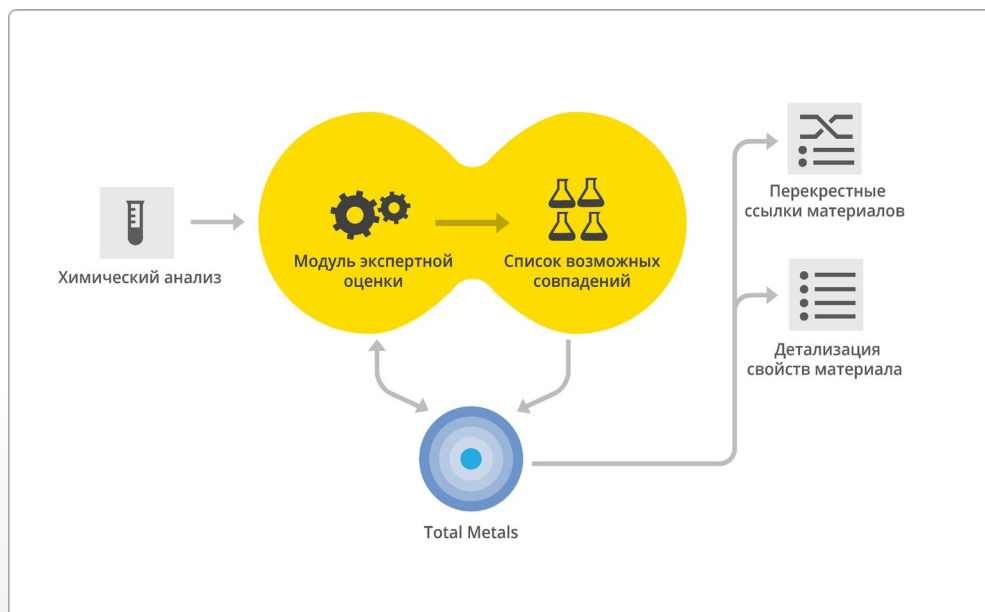 Химический анализ
Модуль экспертной
оценки
Список возможных
совпадений
Перекрестные
ссылки материалов
Детализация
свойств материала
Total Metals